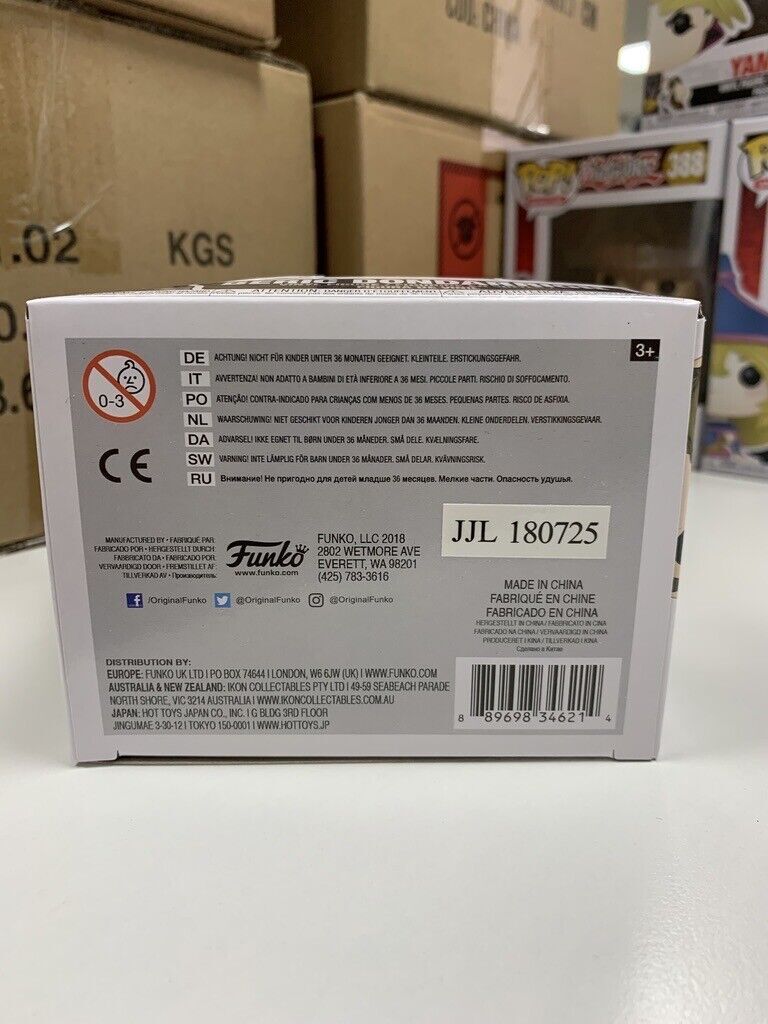 .02
KGS
YAM
POP!
388
3+
0-3
DE ACHTUNG! NICHT FÜR KINDER UNTER 36 MONATEN GEEIGNET. KLEINTEILE. ERSTICKUNGSGEFAHR.
IT AVVERTENZA! NON ADATTO A BAMBINI DI ETÀ INFERIORE A 36 MESI. PICCOLE PARTI. RISCHIO DI SOFFOCAMENTO.
PO ATENÇÃO! CONTRA-INDICADO PARA CRIANÇAS COM MENOS DE 36 MESES. PEQUENAS PARTES. RISCO DE ASFIXIA.
NL WAARSCHUWING! NIET GESCHIKT VOOR KINDEREN JONGER DAN 36 MAANDEN. KLEINE ONDERDELEN. VERSTIKKINGSGEVAAR.
DA ADVARSEL! IKKE EGNET TIL BØRN UNDER 36 MÅNEDER. SMÅ DELE. KVÆLNINGSFARE.
SW VARNING! INTE LÄMPLIG FÖR BARN UNDER 36 MÅNADER. SMÅ DELAR. KVÄVNINGSRISK.
RU Внимание! Не пригодно для детей младше 36 месяцев. Мелкие части. Опасность удушья.
CE
MANUFACTURED BY • FABRIQUÉ PAR:
FABRICADO POR • HERGESTELLT DURCH:
FABBRICATO DA • FABRICADO POR:
VERVAARDIGD DOOR • FREMSTILLET AF:
TILLVERKAD AV • Производитель:
Funko
www.funko.com
FUNKO, LLC 2018
2802 WETMORE AVE
EVERETT, WA 98201
(425) 783-3616
JJL 180725
/OriginalFunko @OriginalFunko @OriginalFunko
MADE IN CHINA
FABRIQUÉ EN CHINE
FABRICADO EN CHINA
HERGESTELLT IN CHINA / FABBRICATO IN CINA
FABRICADO NA CHINA / VERVAARDIGD IN CHINA
PRODUCERET I KINA / TILLVERKAD I KINA
Сделано в Китае
DISTRIBUTION BY:
EUROPE: FUNKO UK LTD I PO BOX 74644 I LONDON, W6 6JW (UK) I WWW.FUNKO.COM
AUSTRALIA & NEW ZEALAND: IKON COLLECTABLES PTY LTD I 49-59 SEABEACH PARADE
NORTH SHORE, VIC 3214 AUSTRALIA I WWW.IKONCOLLECTABLES.COM.AU
JAPAN: HOT TOYS JAPAN CO., INC. I G BLDG 3RD FLOOR
JINGUMAE 3-30-12 I TOKYO 150-0001 I WWW.HOTTOYS.JP
8 89698 34621 4